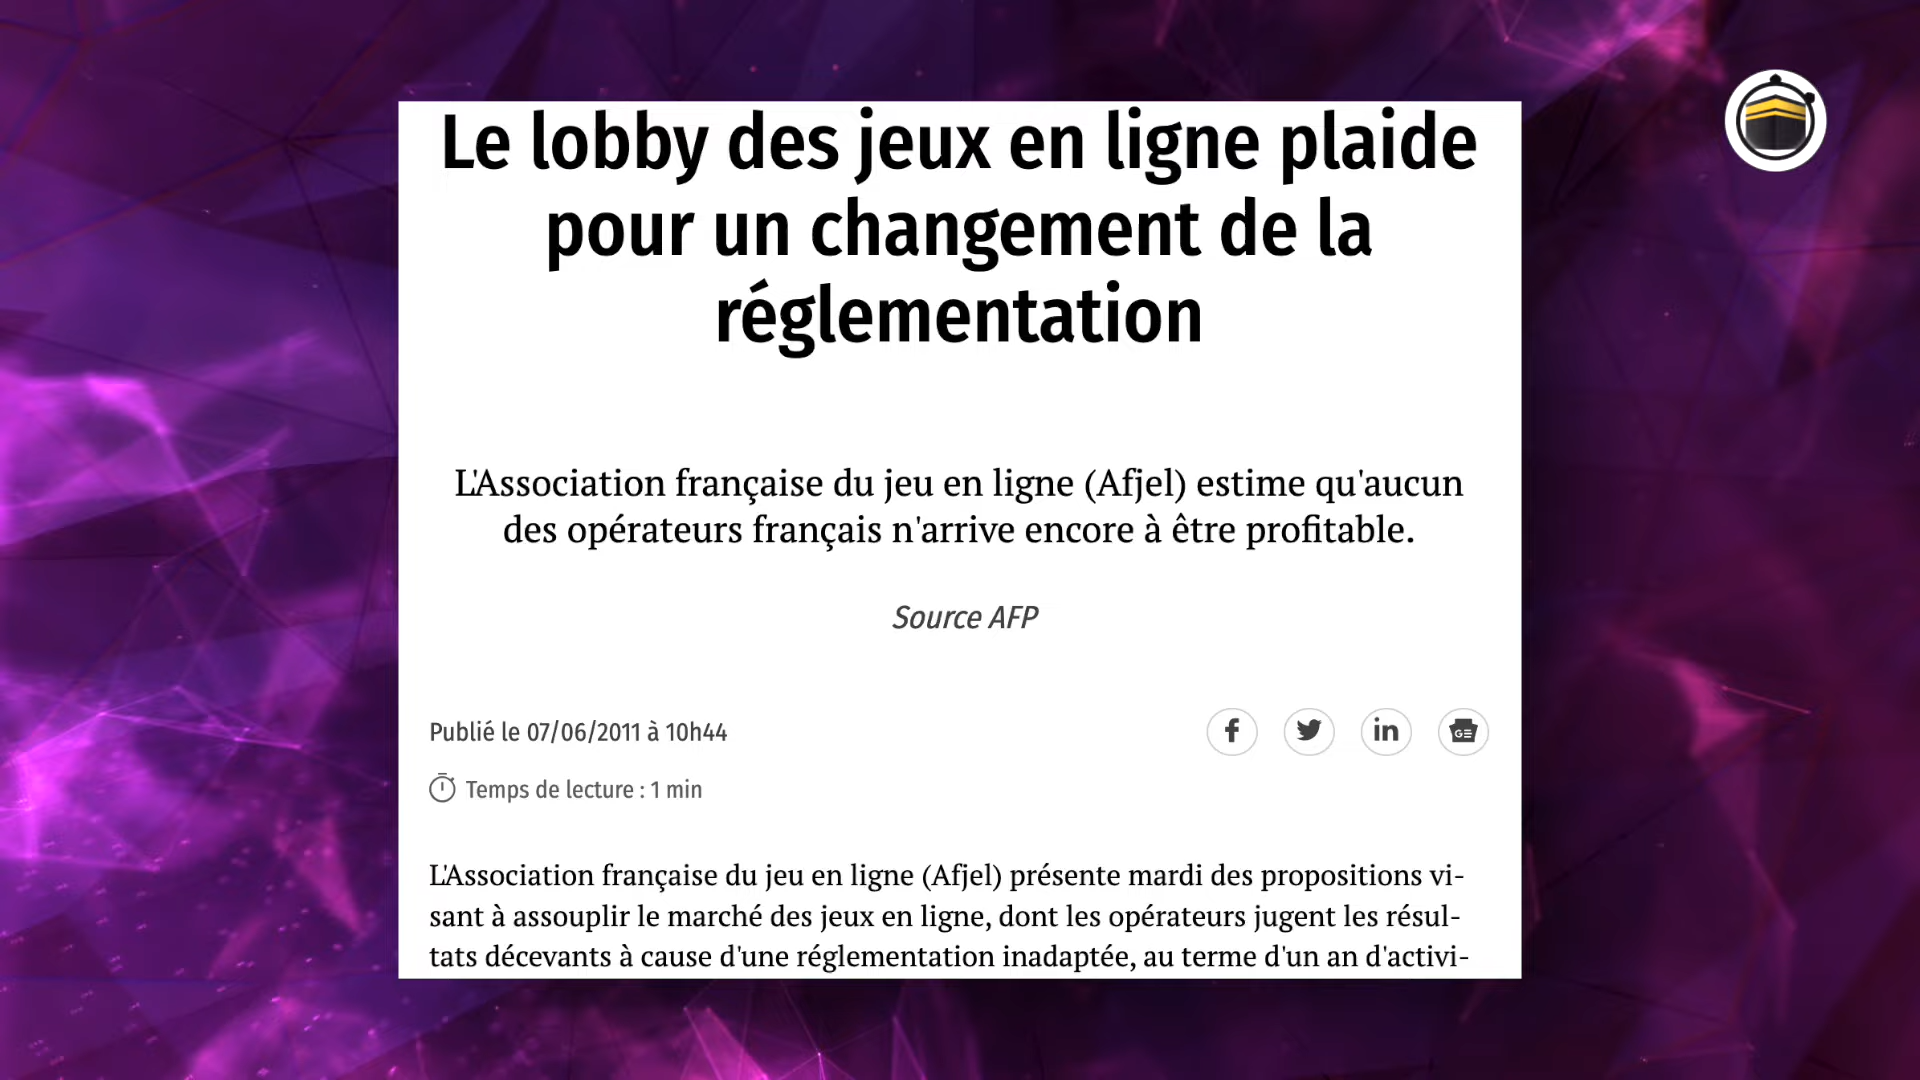 Le lobby des jeux en ligne plaide
pour un changement de la
réglementation
L'Association française du jeu en ligne (Afjel) estime qu'aucun
des opérateurs français n'arrive encore à être profitable.
Source AFP
Publié le 07/06/2011 à 10h44
Temps de lecture : 1 min
L'Association française du jeu en ligne (Afjel) présente mardi des propositions vi-
sant à assouplir le marché des jeux en ligne, dont les opérateurs jugent les résul-
tats décevants à cause d'une réglementation inadaptée, au terme d'un an d'activi-